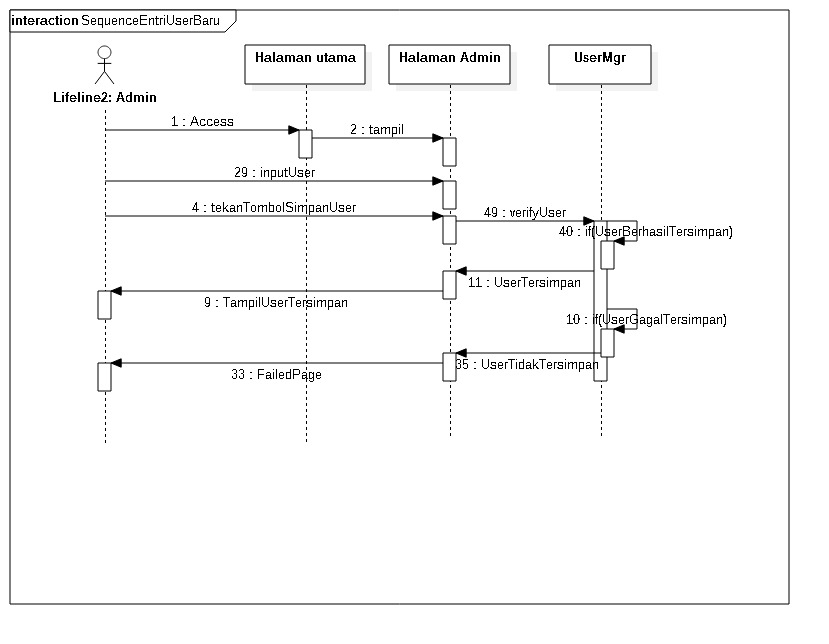 interaction SequenceEntriUserBaru
Halaman utama
Halaman Admin
UserMgr
Lifeline2: Admin
1 : Access
2 : tampil
29 : inputUser
4 : tekanTombolSimpanUser
49 : verifyUser
40 : if(UserBerhasilTersimpan)
11 : UserTersimpan
9 : TampilUserTersimpan
10 : if(UserGagalTersimpan)
35 : UserTidakTersimpan
33 : FailedPage